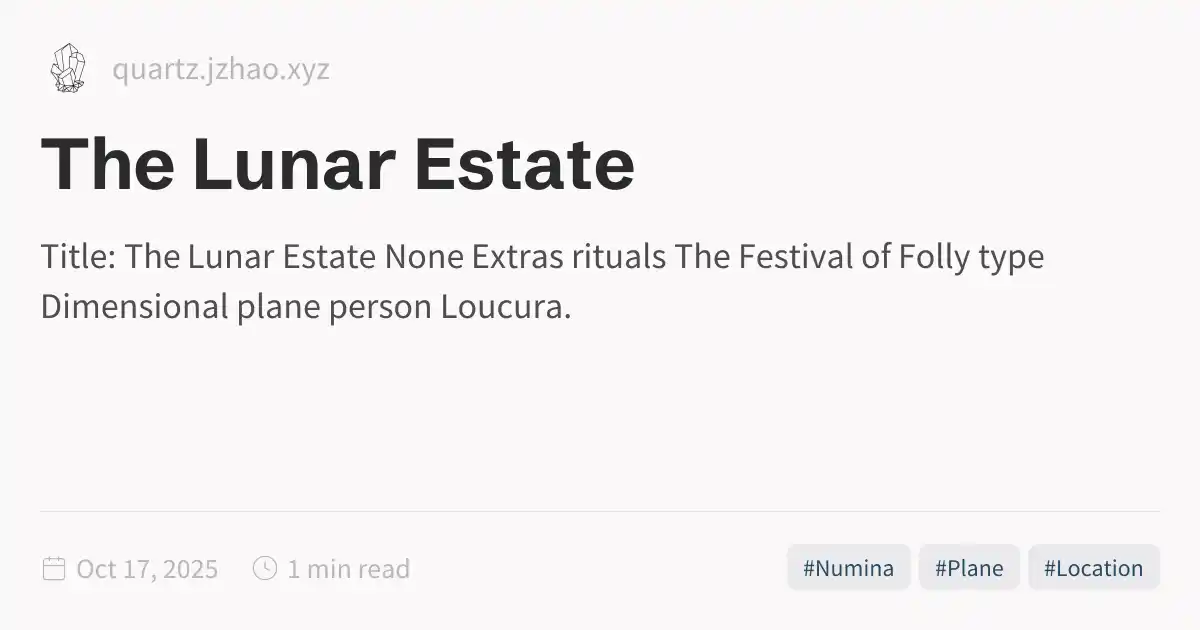 quartz.jzhao.xyz
The Lunar Estate
Title: The Lunar Estate None Extras rituals The Festival of Folly type
Dimensional plane person Loucura.
Oct 17, 2025 1 min read #Numina #Plane #Location